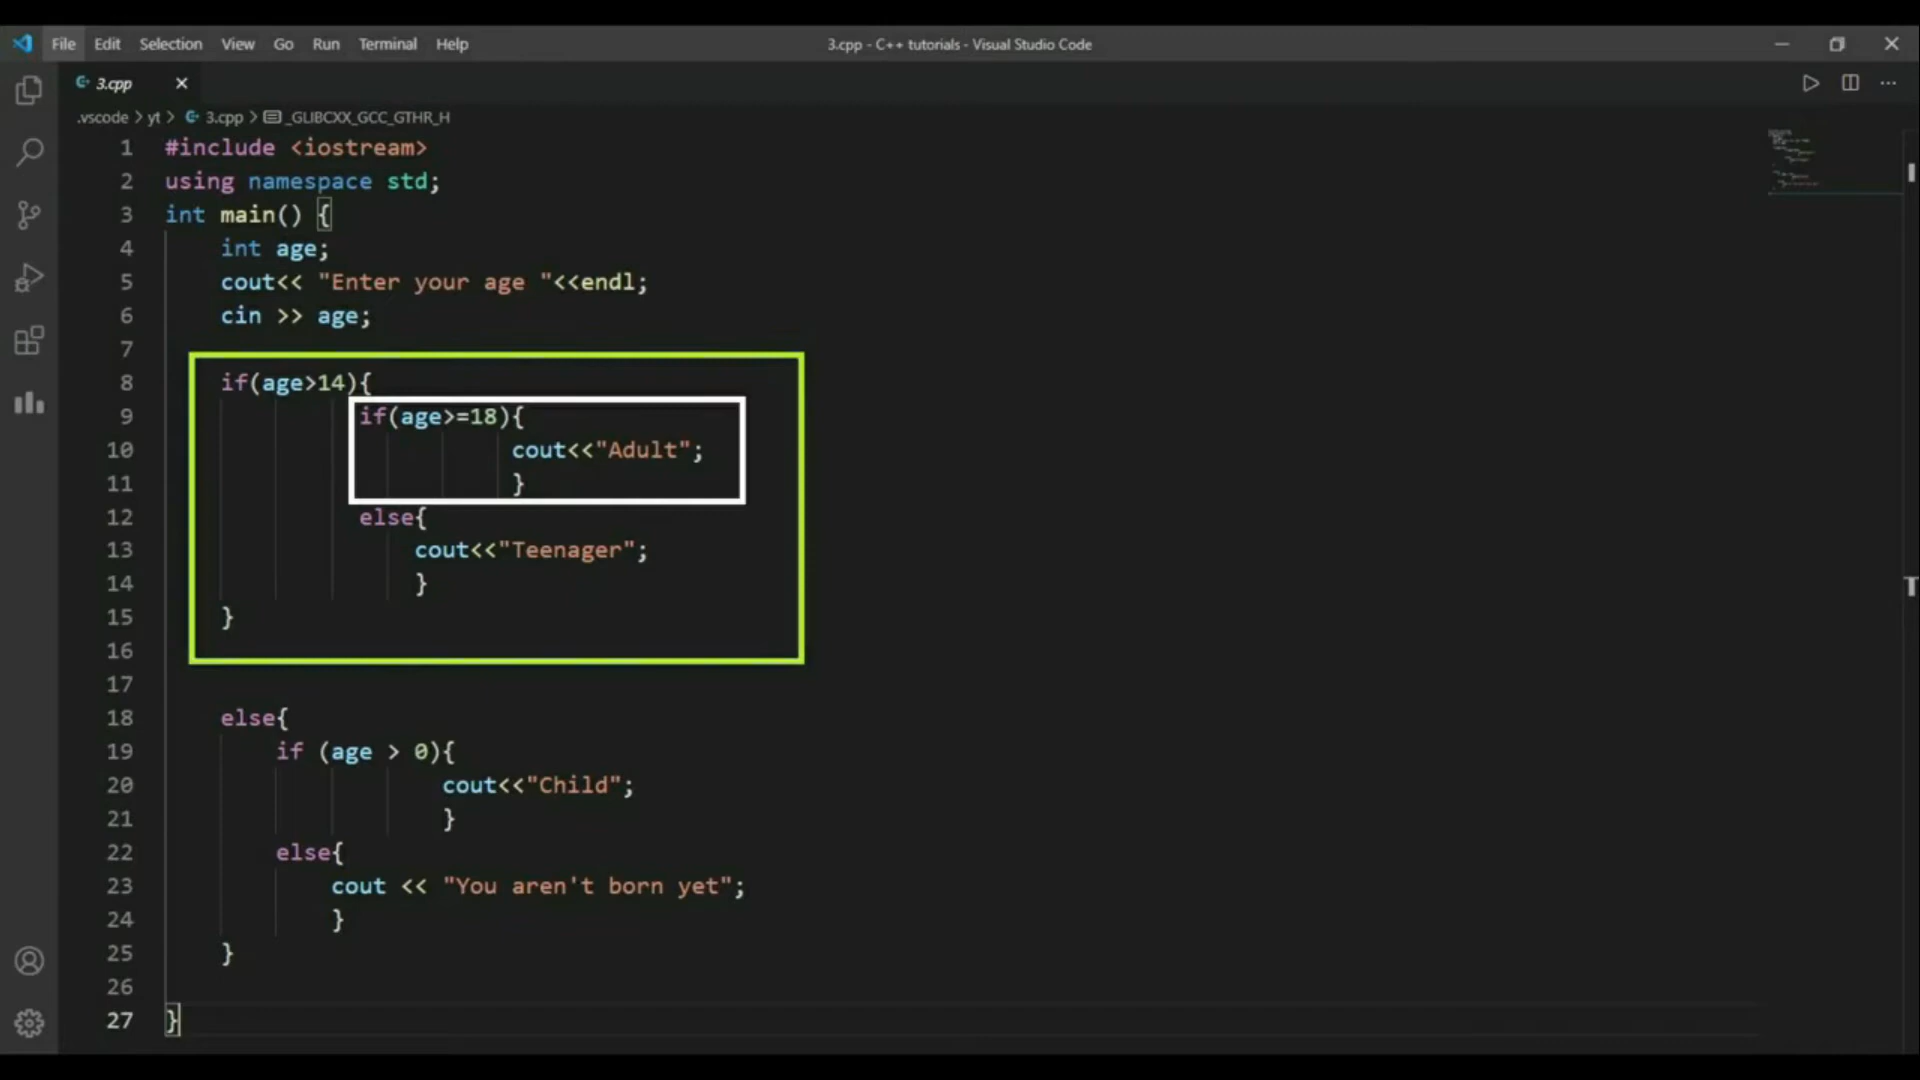 File Edit Selection View Go Run Terminal Help 3.cpp - C++ tutorials - Visual Studio Code
3.cpp
.vscode > yt > 3.cpp > _GLIBCXX_GCC_GTHR_H
1 #include <iostream>
2 using namespace std;
3 int main() {
4 int age;
5 cout<< "Enter your age "<<endl;
6 cin >> age;
7
8 if(age>14){
9 if(age>=18){
10 cout<<"Adult";
11 }
12 else{
13 cout<<"Teenager";
14 }
15 }
16
17
18 else{
19 if (age > 0){
20 cout<<"Child";
21 }
22 else{
23 cout << "You aren't born yet";
24 }
25 }
26
27 }